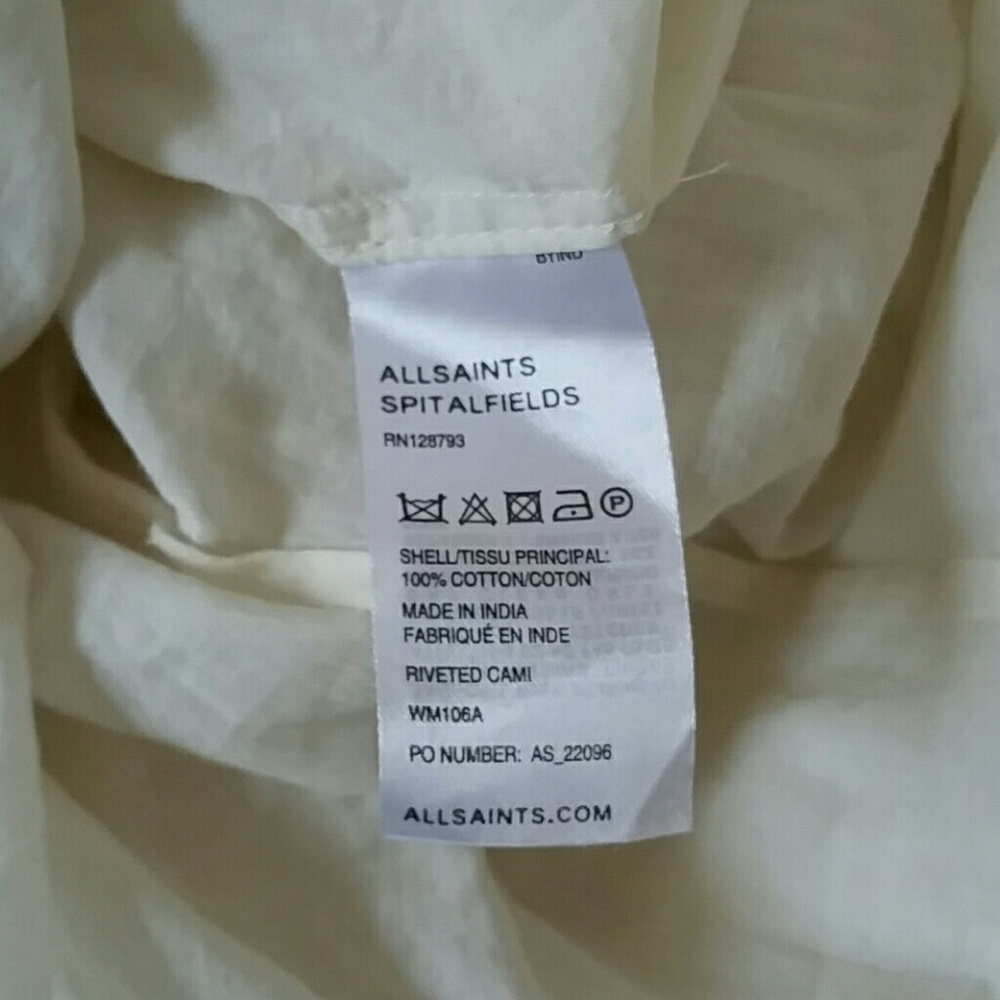 BYIND
ALLSAINTS
SPITALFIELDS
RN128793
P
SHELL/TISSU PRINCIPAL:
100% COTTON/COTON
MADE IN INDIA
FABRIQUÉ EN INDE
RIVETED CAMI
WM106A
PO NUMBER: AS_22096
ALLSAINTS.COM